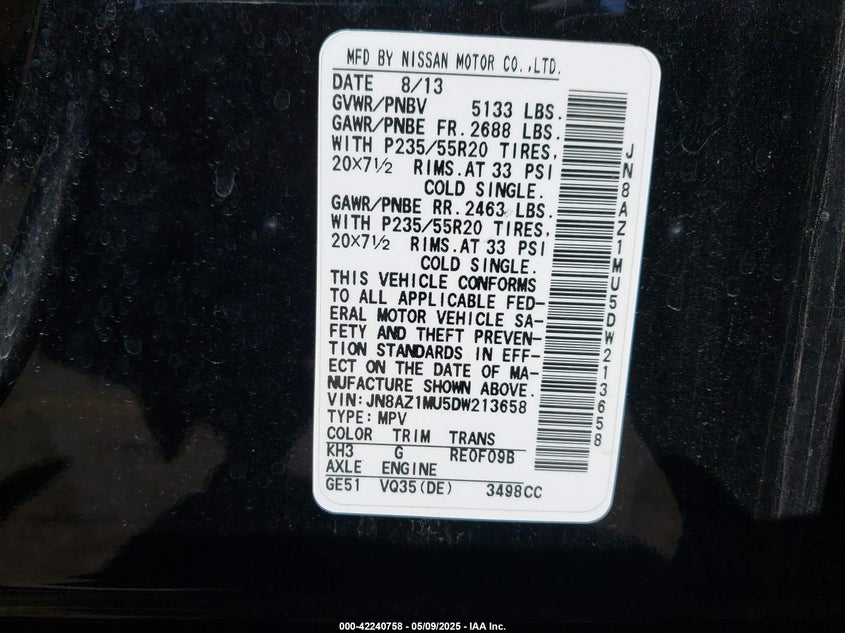 MFD BY NISSAN MOTOR CO.,LTD.
DATE 8/13
GVWR/PNBV 5133 LBS.
GAWR/PNBE FR. 2688 LBS.
WITH P235/55R20 TIRES,
20×7½ RIMS. AT 33 PSI
COLD SINGLE.
GAWR/PNBE RR. 2463 LBS.
WITH P235/55R20 TIRES,
20×7½ RIMS. AT 33 PSI
COLD SINGLE.
THIS VEHICLE CONFORMS
TO ALL APPLICABLE FED-
ERAL MOTOR VEHICLE SA-
FETY AND THEFT PREVEN-
TION STANDARDS IN EFF-
ECT ON THE DATE OF MA-
NUFACTURE SHOWN ABOVE.
VIN:JN8AZ1MU5DW213658
TYPE:MPV
COLOR TRIM TRANS
KH3 G RE0F09B
AXLE ENGINE
GE51 VQ35(DE) 3498CC
JN8AZ1MU5DW213658
000-42240758 - 05/09/2025 - IAA Inc.